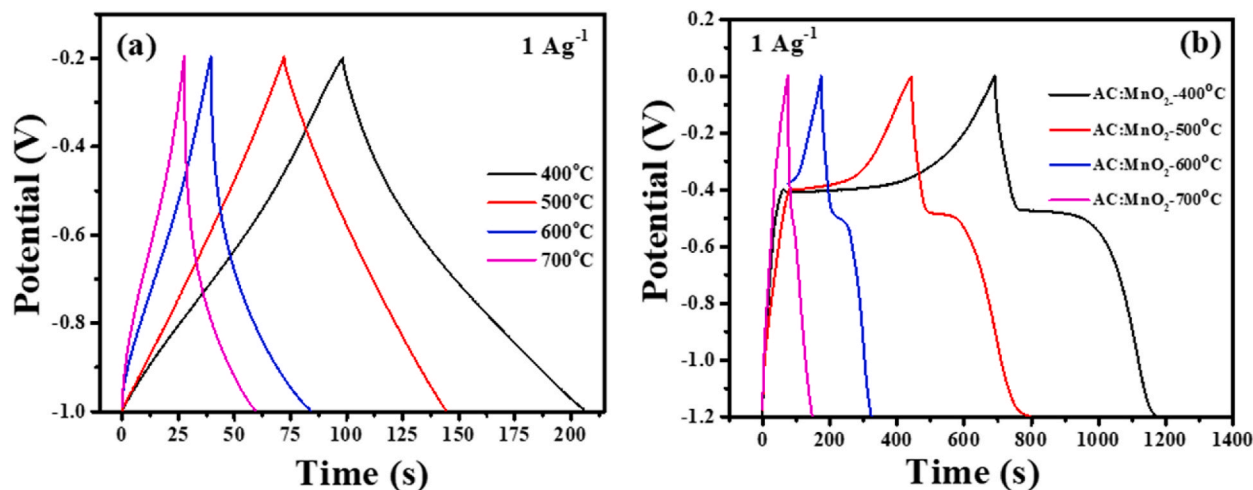 (a) 1 Ag⁻¹
Potential (V)
-0.2
-0.4
-0.6
-0.8
-1.0
400°C
500°C
600°C
700°C
0 25 50 75 100 125 150 175 200
Time (s)
1 Ag⁻¹ (b)
Potential (V)
0.2
0.0
-0.2
-0.4
-0.6
-0.8
-1.0
-1.2
AC:MnO₂-400°C
AC:MnO₂-500°C
AC:MnO₂-600°C
AC:MnO₂-700°C
0 200 400 600 800 1000 1200 1400
Time (s)